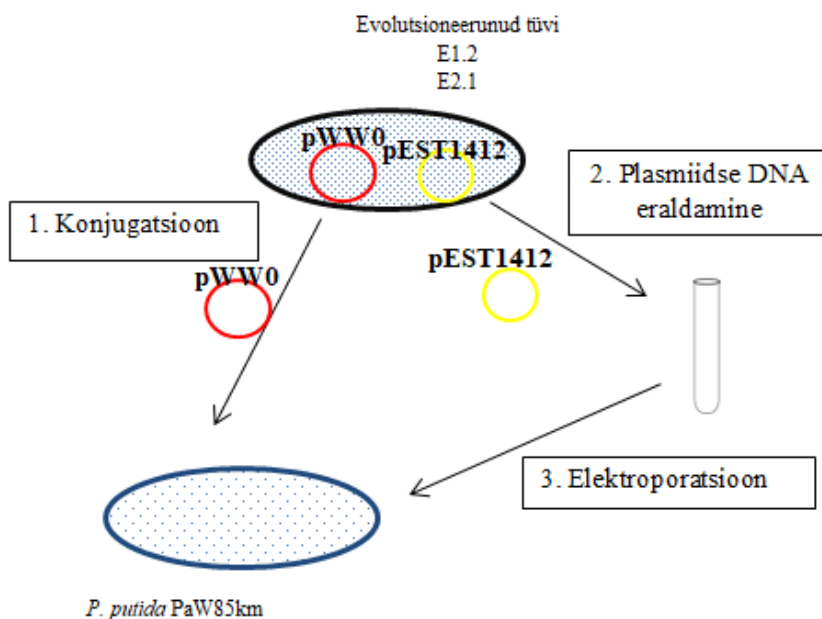 Evolutsioneerunud tüvi
E1.2
E2.1
pWW0
pEST1412
2. Plasmiidse DNA
eraldamine
1. Konjugatsioon
pWW0
pEST1412
3. Elektroporatsioon
P. putida PaW85km